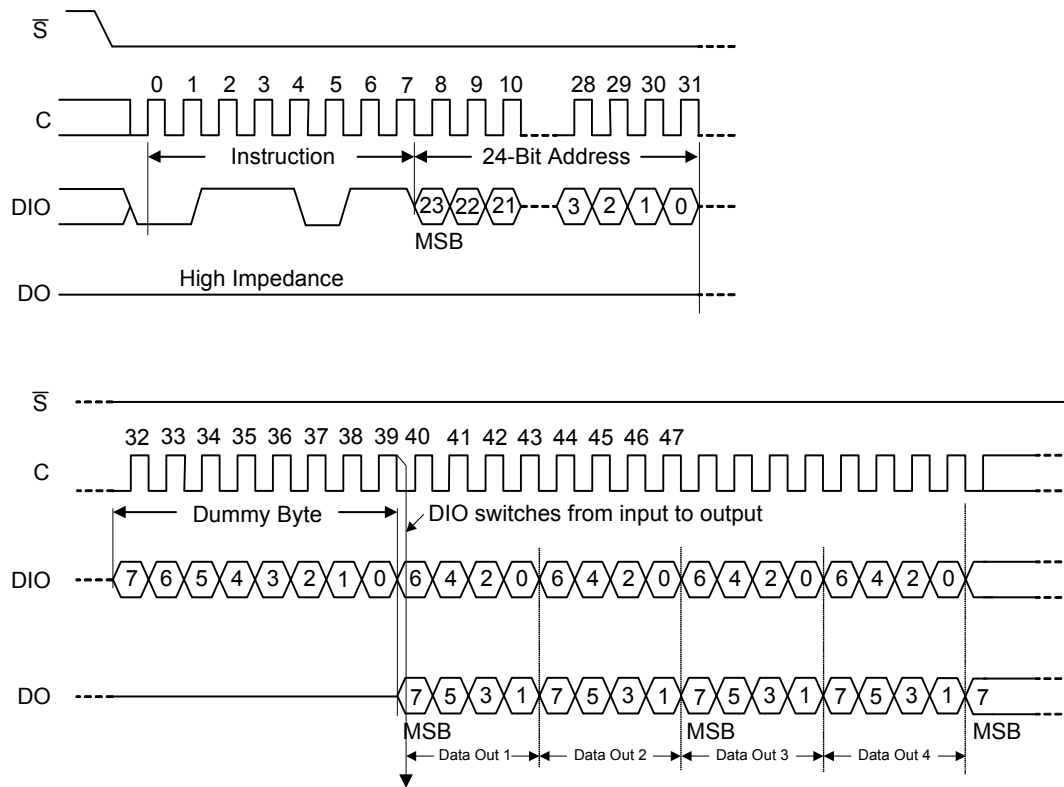 S
0 1 2 3 4 5 6 7 8 9 10 28 29 30 31
C
Instruction 24-Bit Address
DIO 23 22 21 3 2 1 0
MSB
High Impedance
DO
S
32 33 34 35 36 37 38 39 40 41 42 43 44 45 46 47
C
Dummy Byte DIO switches from input to output
DIO 7 6 5 4 3 2 1 0 6 4 2 0 6 4 2 0 6 4 2 0 6 4 2 0
DO 7 5 3 1 7 5 3 1 7 5 3 1 7 5 3 1 7
MSB MSB MSB
Data Out 1 Data Out 2 Data Out 3 Data Out 4